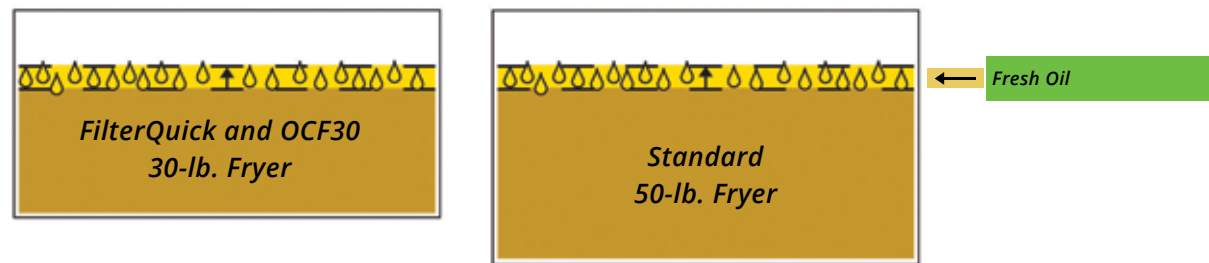 FilterQuick and OCF30
30-lb. Fryer
Standard
50-lb. Fryer
Fresh Oil